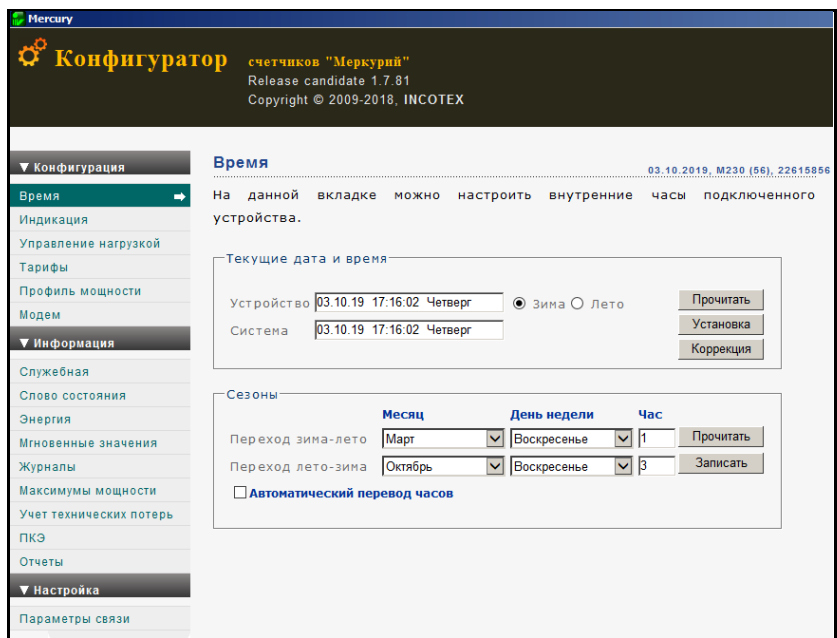 Mercury
Конфигуратор
счетчиков "Меркурий"
Release candidate 1.7.81
Copyright © 2009-2018, INCOTEX
▼ Конфигурация
Время
Индикация
Управление нагрузкой
Тарифы
Профиль мощности
Модем
▼ Информация
Служебная
Слово состояния
Энергия
Мгновенные значения
Журналы
Максимумы мощности
Учет технических потерь
ПКЭ
Отчеты
▼ Настройка
Параметры связи
Время
03.10.2019, M230 (56), 22615856
На данной вкладке можно настроить внутренние часы подключенного
устройства.
Текущие дата и время
Устройство 03.10.19 17:16:02 Четверг Зима Лето Прочитать
Система 03.10.19 17:16:02 Четверг Установка
Коррекция
Сезоны
Месяц День недели Час
Переход зима-лето Март Воскресенье 1 Прочитать
Переход лето-зима Октябрь Воскресенье 3 Записать
Автоматический перевод часов